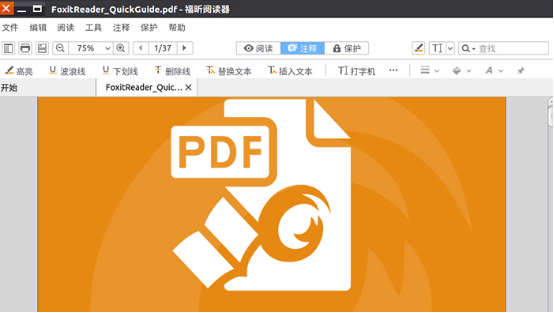 FoxitReader_QuickGuide.pdf - 福昕阅读器
文件 编辑 阅读 工具 注释 保护 帮助
75% 1/37 阅读 注释 保护 T 查找
高亮 U 波浪线 U 下划线 T 删除线 T 替换文本 T 插入文本 T 打字机 ... A
开始 FoxitReader_Quic...
PDF